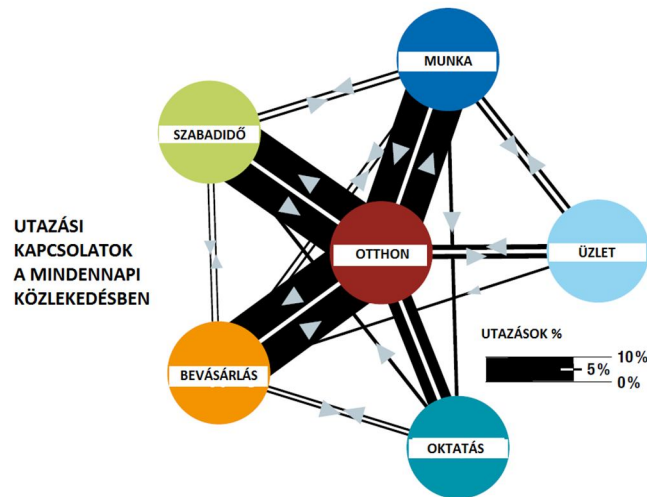 MUNKA
SZABADIDŐ
UTAZÁSI
KAPCSOLATOK
A MINDENNAPI
KÖZLEKEDÉSBEN
OTTHON
ÜZLET
UTAZÁSOK %
10%
5%
0%
BEVÁSÁRLÁS
OKTATÁS